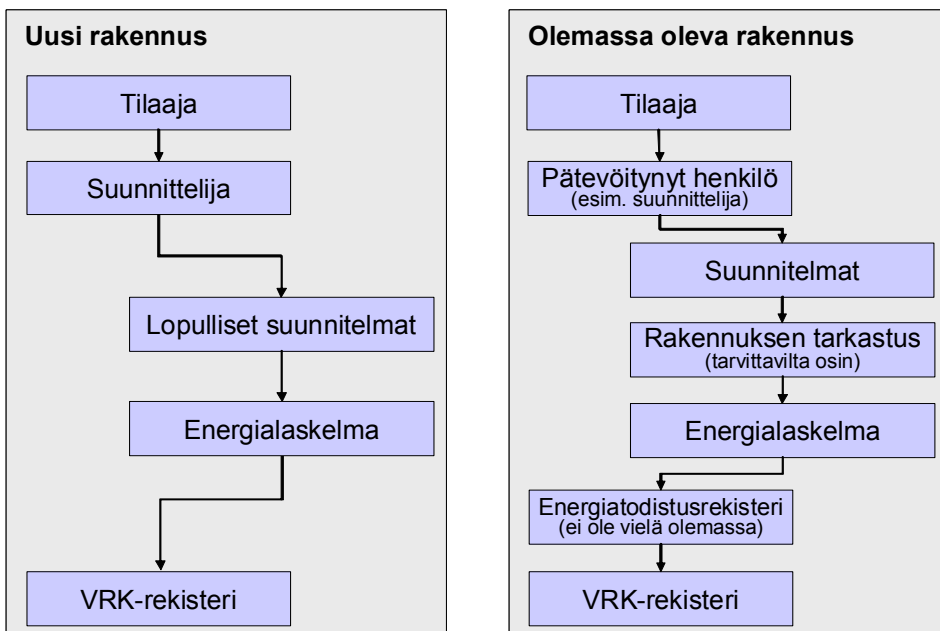 Uusi rakennus
Tilaaja
Suunnittelija
Lopulliset suunnitelmat
Energialaskelma
VRK-rekisteri
Olemassa oleva rakennus
Tilaaja
Pätevöitynyt henkilö
(esim. suunnittelija)
Suunnitelmat
Rakennuksen tarkastus
(tarvittavilta osin)
Energialaskelma
Energiatodistusrekisteri
(ei ole vielä olemassa)
VRK-rekisteri